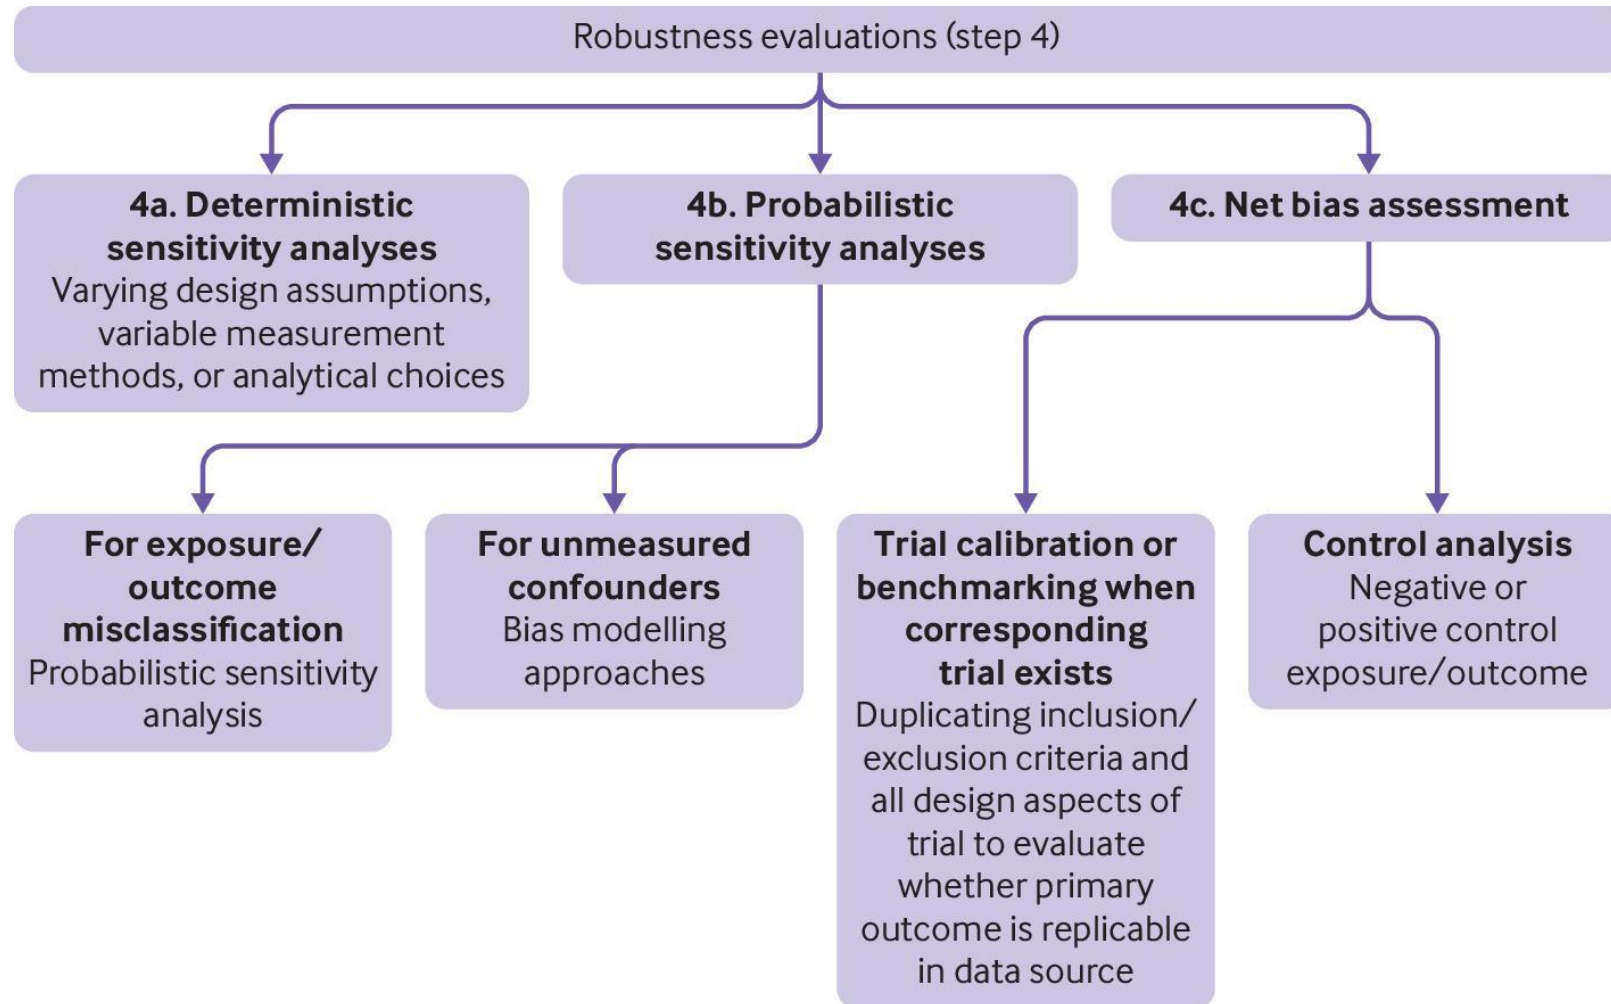 Robustness evaluations (step 4)
4a. Deterministic
sensitivity analyses
Varying design assumptions,
variable measurement
methods, or analytical choices
4b. Probabilistic
sensitivity analyses
4c. Net bias assessment
For exposure/
outcome
misclassification
Probabilistic sensitivity
analysis
For unmeasured
confounders
Bias modelling
approaches
Trial calibration or
benchmarking when
corresponding
trial exists
Duplicating inclusion/
exclusion criteria and
all design aspects of
trial to evaluate
whether primary
outcome is replicable
in data source
Control analysis
Negative or
positive control
exposure/outcome